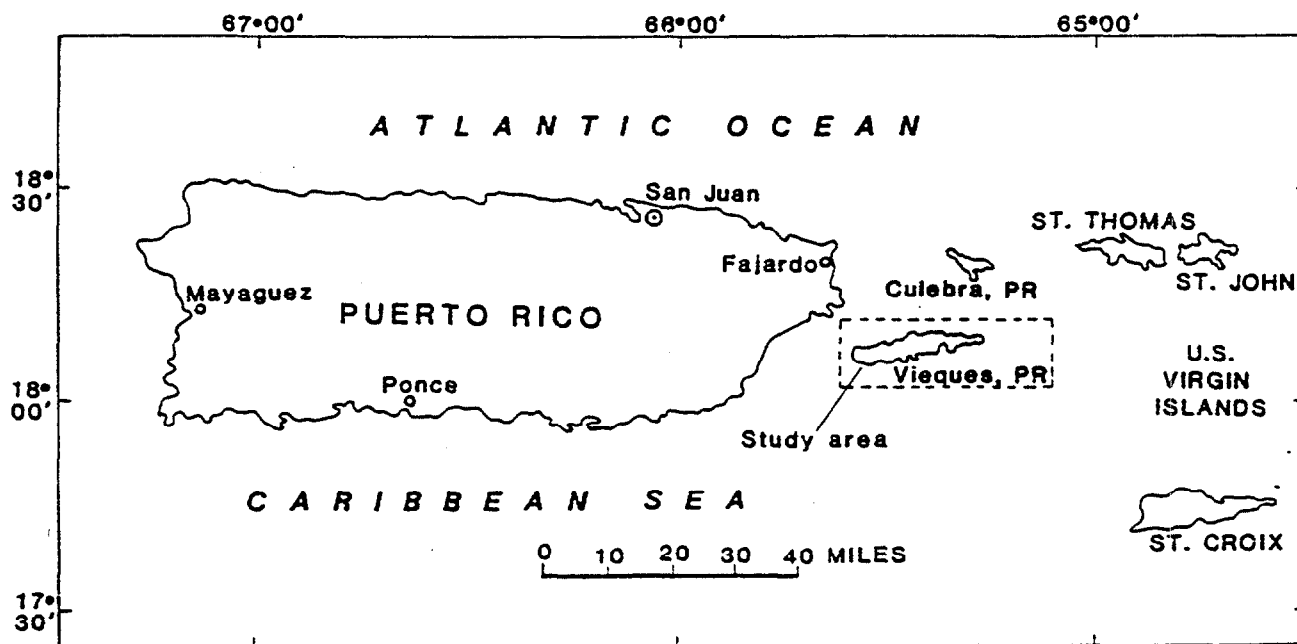 67°00' 66°00' 65°00'
ATLANTIC OCEAN
18°
30'
San Juan
ST. THOMAS
Fajardo
ST. JOHN
Culebra, PR
Mayaguez
PUERTO RICO
U.S.
VIRGIN
ISLANDS
Vieques, PR
Ponce
18°
00'
Study area
CARIBBEAN SEA
ST. CROIX
0 10 20 30 40 MILES
17°
30'